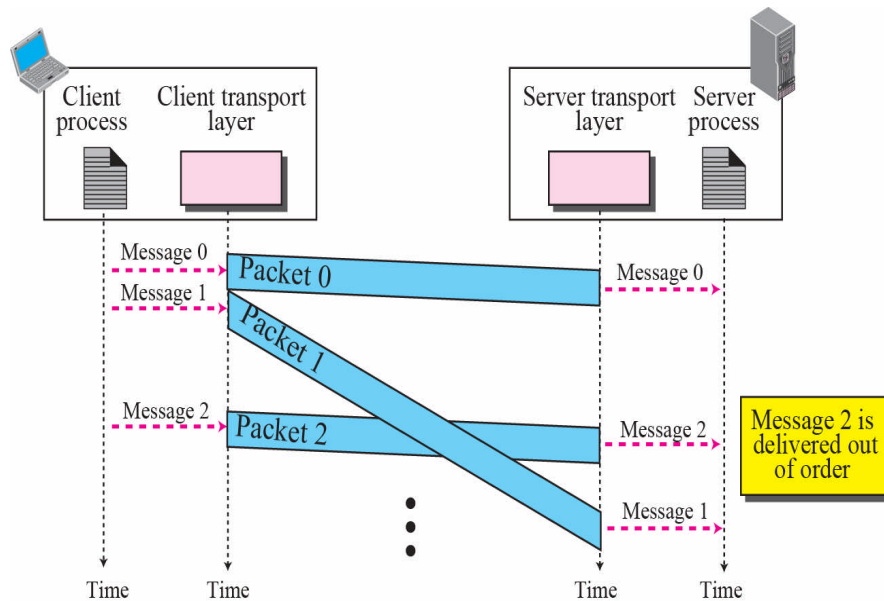 Client
process
Client transport
layer
Server transport
layer
Server
process
Message 0
Message 1
Packet 0
Message 0
Packet 1
Message 2
Packet 2
Message 2
Message 2 is
delivered out
of order
Message 1
Time
Time
Time
Time